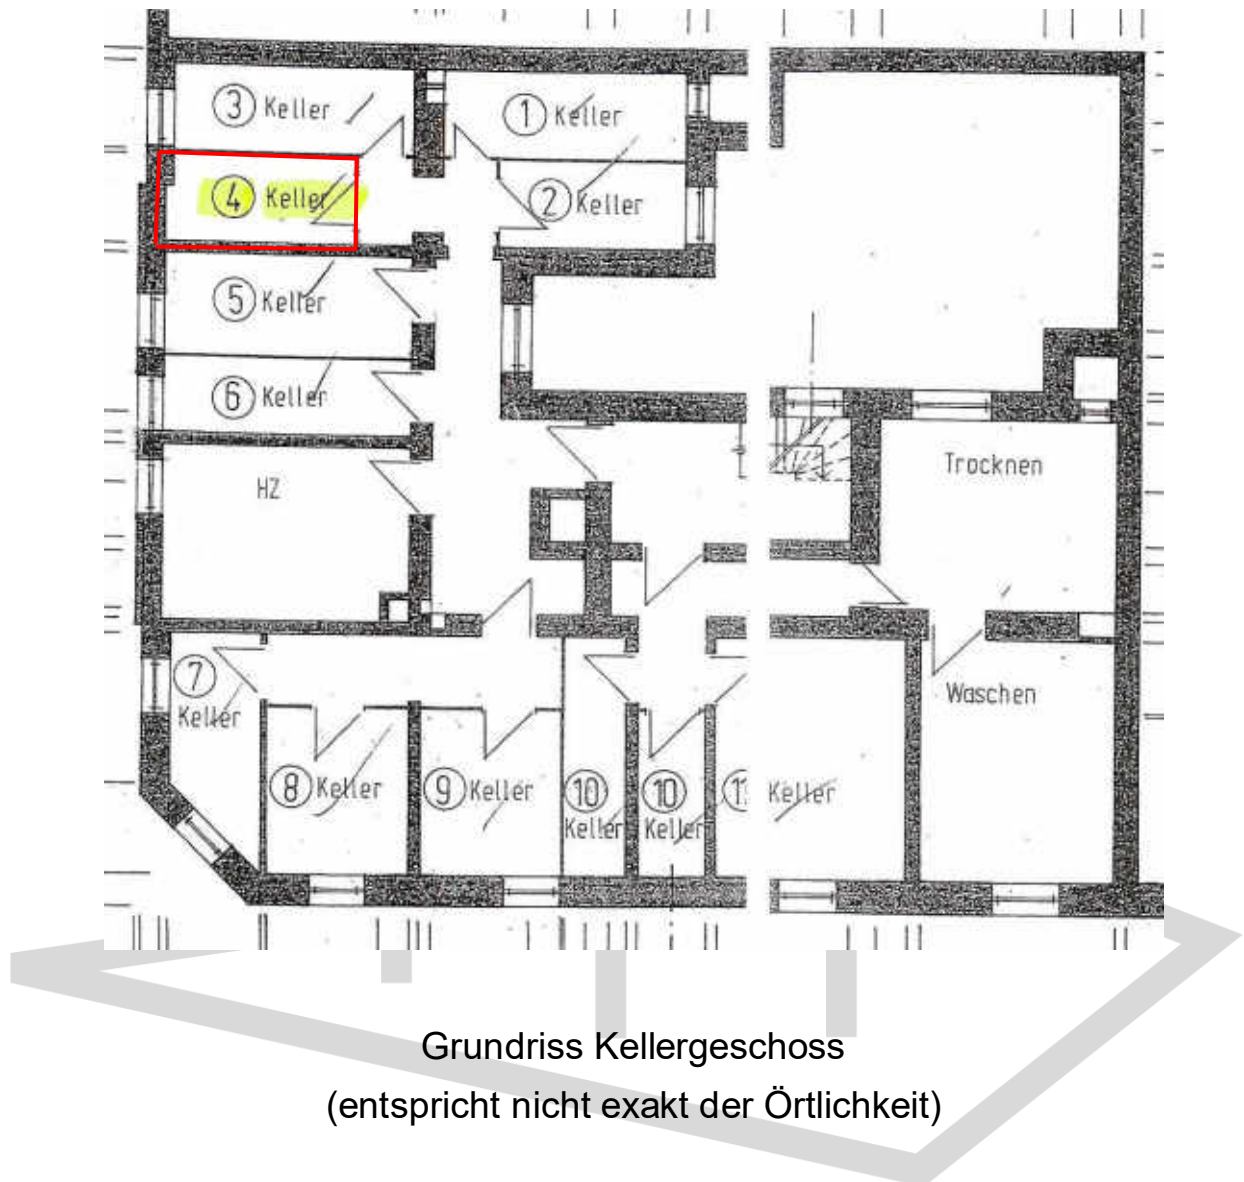 3 Keller
1 Keller
4 Keller
2 Keller
5 Keller
6 Keller
Trocknen
HZ
7
Keller
Waschen
8 Keller
9 Keller
10
Keller
10
Keller
Keller
Grundriss Kellergeschoss
(entspricht nicht exakt der Örtlichkeit)